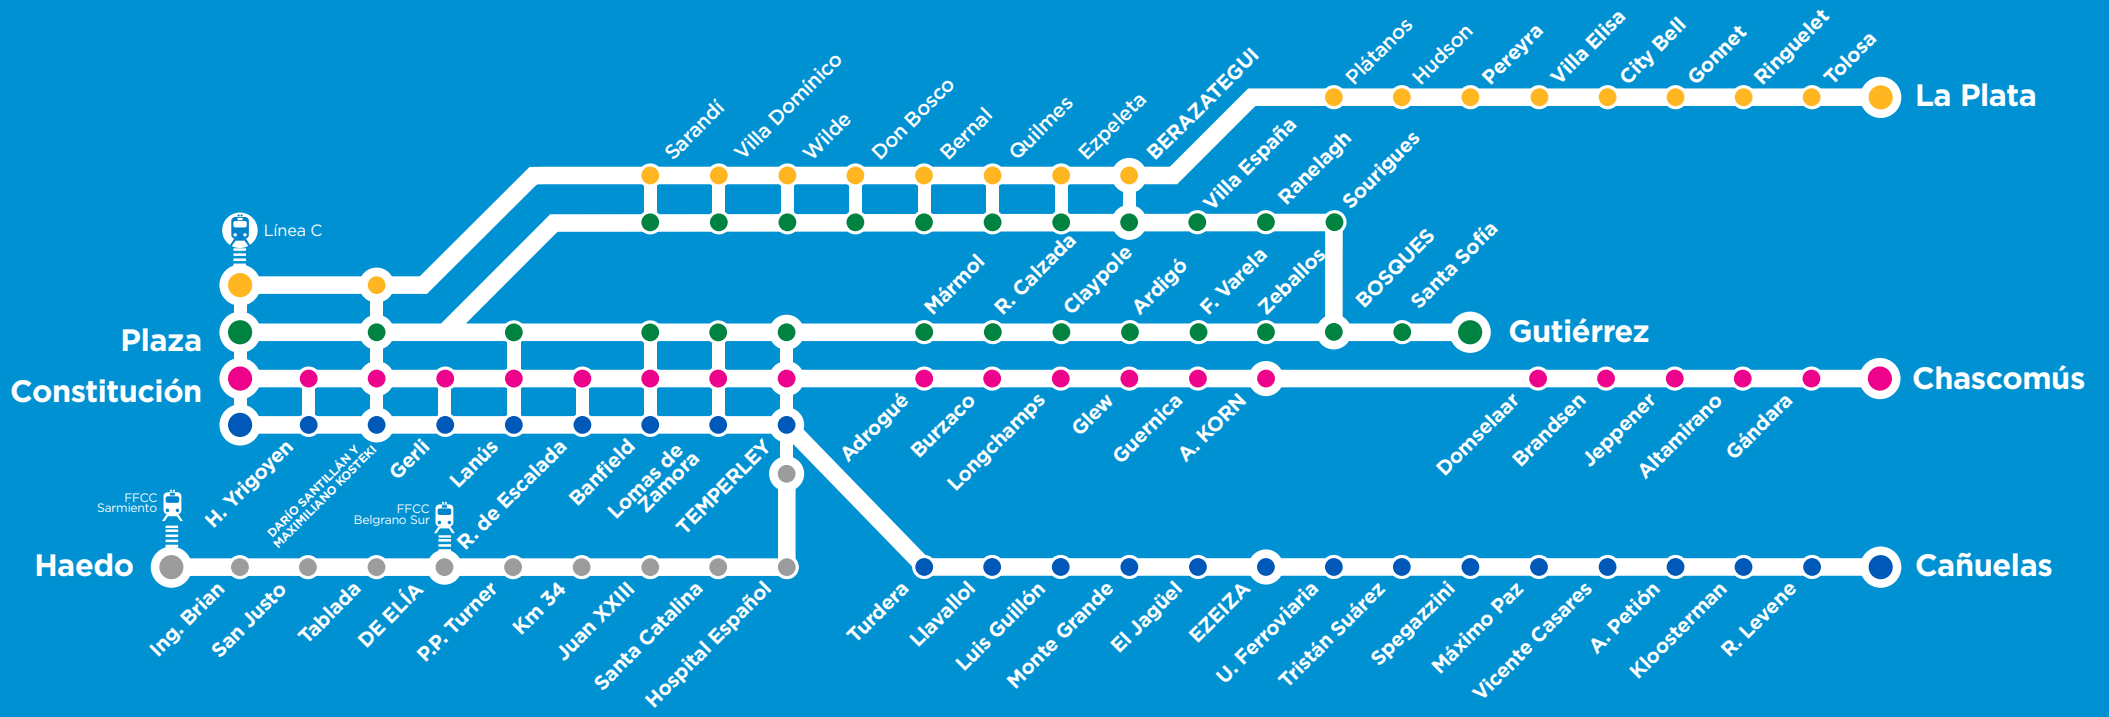 Plátanos
Hudson
Pereyra
Villa Elisa
City Bell
Gonnet
Ringuelet
Tolosa
La Plata
Sarandí
Villa Domínico
Wilde
Don Bosco
Bernal
Quilmes
Ezpeleta
BERAZATEGUI
Villa España
Ranelagh
Sourigues
Línea C
Mármol
R. Calzada
Claypole
Ardigó
F. Varela
Zeballos
BOSQUES
Santa Sofía
Gutiérrez
Plaza
Constitución
Chascomús
H. Yrigoyen
DARÍO SANTILLÁN Y
MAXIMILIANO KOSTEKI
Gerli
Lanús
R. de Escalada
Banfield
Lomas de
Zamora
TEMPERLEY
Adrogué
Burzaco
Longchamps
Glew
Guernica
A. KORN
Domselaar
Brandsen
Jeppener
Altamirano
Gándara
FFCC
Sarmiento
FFCC
Belgrano Sur
Haedo
Ing. Brian
San Justo
Tablada
DE ELÍA
P.P. Turner
Km 34
Juan XXIII
Santa Catalina
Hospital Español
Turdera
Llavallol
Luis Guillón
Monte Grande
El Jagüel
EZEIZA
U. Ferroviaria
Tristán Suárez
Spegazzini
Máximo Paz
Vicente Casares
A. Petión
Kloosterman
R. Levene
Cañuelas